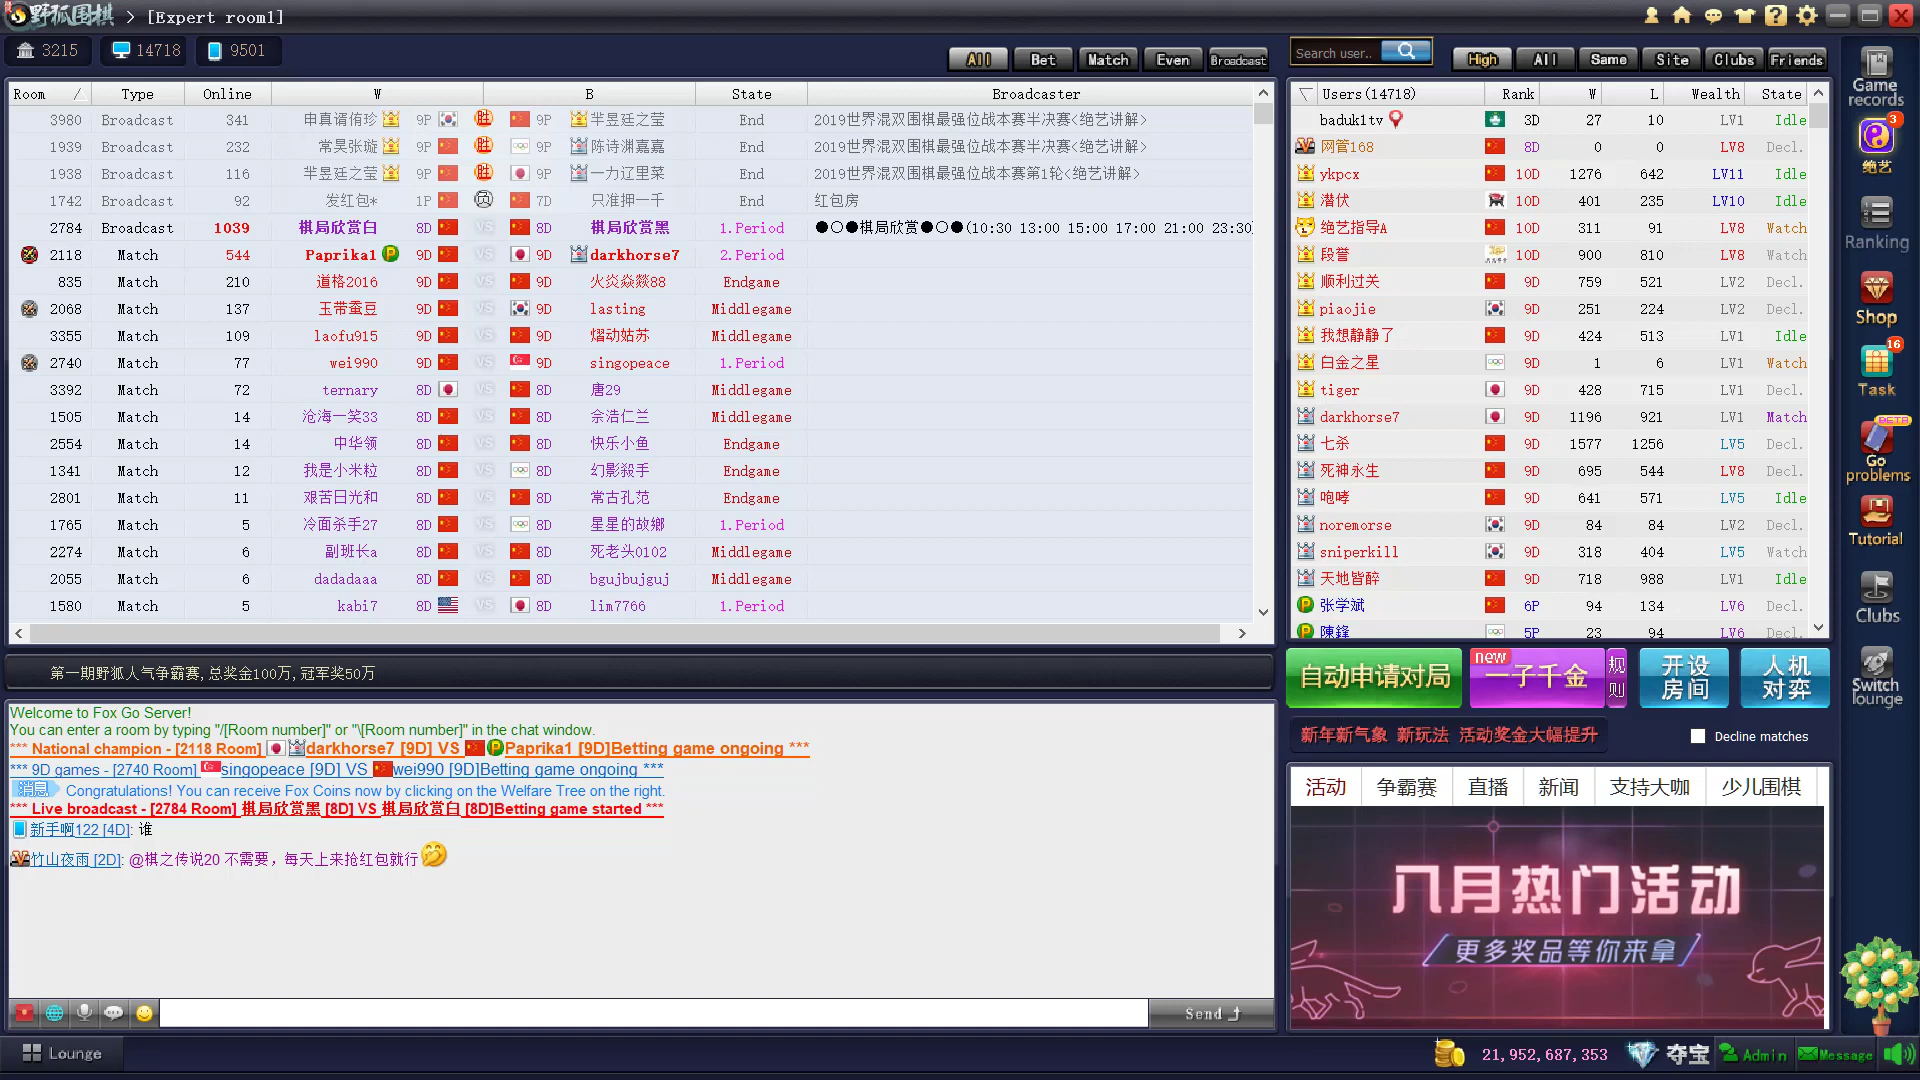 野狐围棋 > [Expert room1]
3215 14718 9501
All Bet Match Even Broadcast
Search user.. High All Same Site Clubs Friends
Room / Type Online W B State Broadcaster
3980 Broadcast 341 申真谞侑珍 9P 胜 9P 芈昱廷之莹 End 2019世界混双围棋最强位战本赛半决赛<绝艺讲解>
1939 Broadcast 232 常昊张璇 9P 胜 9P 陈诗渊嘉嘉 End 2019世界混双围棋最强位战本赛半决赛<绝艺讲解>
1938 Broadcast 116 芈昱廷之莹 9P 胜 9P 一力辽里菜 End 2019世界混双围棋最强位战本赛第1轮<绝艺讲解>
1742 Broadcast 92 发红包* 1P 7D 只准押一千 End 红包房
2784 Broadcast 1039 棋局欣赏白 8D VS 8D 棋局欣赏黑 1.Period ●○●棋局欣赏●○●(10:30 13:00 15:00 17:00 21:00 23:30
2118 Match 544 Paprika1 P 9D VS 9D darkhorse7 2.Period
835 Match 210 道格2016 9D VS 9D 火炎焱燚88 Endgame
2068 Match 137 玉带蚕豆 9D VS 9D lasting Middlegame
3355 Match 109 laofu915 9D VS 9D 熠动姑苏 Middlegame
2740 Match 77 wei990 9D VS 9D singopeace 1.Period
3392 Match 72 ternary 8D VS 8D 唐29 Middlegame
1505 Match 14 沧海一笑33 8D VS 8D 佘浩仁兰 Middlegame
2554 Match 14 中华领 8D VS 8D 快乐小鱼 Endgame
1341 Match 12 我是小米粒 8D VS 8D 幻影殺手 Endgame
2801 Match 11 艰苦日光和 8D VS 8D 常古孔范 Endgame
1765 Match 5 冷面杀手27 8D VS 8D 星星的故鄉 1.Period
2274 Match 6 副班长a 8D VS 8D 死老头0102 Middlegame
2055 Match 6 dadadaaa 8D VS 8D bgujbujguj Middlegame
1580 Match 5 kabi7 8D VS 8D lim7766 1.Period
Users(14718) Rank W L Wealth State
baduk1tv 3D 27 10 LV1 Idle
网管168 8D 0 0 LV8 Decl.
ykpcx 10D 1276 642 LV11 Idle
潜伏 10D 401 235 LV10 Idle
绝艺指导A 10D 311 91 LV8 Watch
段誉 10D 900 810 LV8 Watch
顺利过关 9D 759 521 LV2 Decl.
piaojie 9D 251 224 LV2 Decl.
我想静静了 9D 424 513 LV1 Idle
白金之星 9D 1 6 LV1 Watch
tiger 9D 428 715 LV1 Decl.
darkhorse7 9D 1196 921 LV1 Match
七杀 9D 1577 1256 LV5 Decl.
死神永生 9D 695 544 LV8 Decl.
咆哮 9D 641 571 LV5 Idle
noremorse 9D 84 84 LV2 Decl.
sniperkill 9D 318 404 LV5 Watch
天地皆醉 9D 718 988 LV1 Idle
P 张学斌 6P 94 134 LV6 Decl.
P 陳鋒 5P 23 94 LV6 Decl.
Game
records
3
绝艺
Ranking
Shop
16
Task
BETA
Go
problems
Tutorial
Clubs
Switch
lounge
第一期野狐人气争霸赛,总奖金100万,冠军奖50万
自动申请对局
new
一子千金
规则
开设
房间
人机
对弈
新年新气象 新玩法 活动奖金大幅提升
Decline matches
Welcome to Fox Go Server!
You can enter a room by typing "/[Room number]" or "\[Room number]" in the chat window.
*** National champion - [2118 Room] darkhorse7 [9D] VS P Paprika1 [9D]Betting game ongoing ***
*** 9D games - [2740 Room] singopeace [9D] VS wei990 [9D]Betting game ongoing ***
消息 Congratulations! You can receive Fox Coins now by clicking on the Welfare Tree on the right.
*** Live broadcast - [2784 Room] 棋局欣赏黑 [8D] VS 棋局欣赏白 [8D]Betting game started ***
新手啊122 [4D]: 谁
竹山夜雨 [2D]: @棋之传说20 不需要，每天上来抢红包就行
活动 争霸赛 直播 新闻 支持大咖 少儿围棋
八月热门活动
更多奖品等你来拿
Send
Lounge
21,952,687,353 夺宝 Admin Message